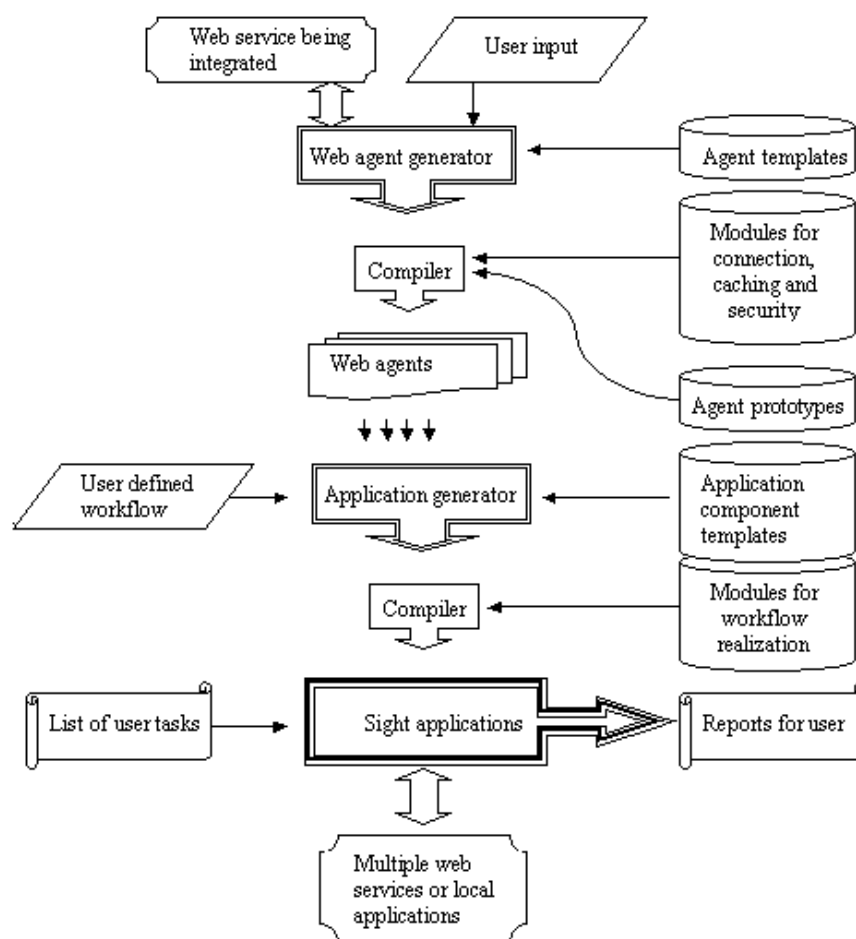 Web service being
integrated
User input
Web agent generator
Agent templates
Modules for
connection,
caching and
security
Compiler
Web agents
Agent prototypes
User defined
workflow
Application generator
Application
component
templates
Compiler
Modules for
workflow
realization
List of user tasks
Sight applications
Reports for user
Multiple web
services or local
applications